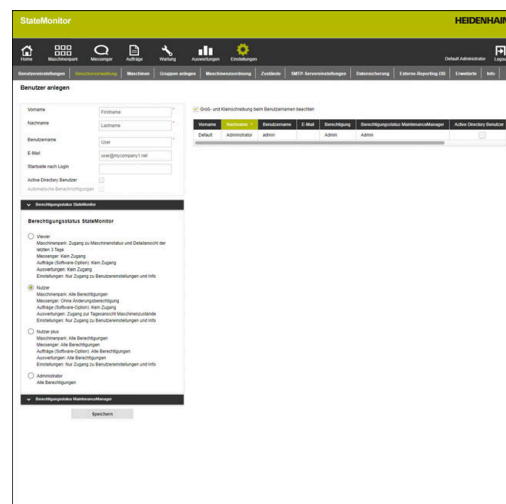 StateMonitor
HEIDENHAIN
Home
Maschinenpark
Messenger
Aufträge
Wartung
Auswertungen
Einstellungen
Default Administrator
Logou
Benutzereinstellungen
Benutzerverwaltung
Maschinen
Gruppen anlegen
Maschinenzuordnung
Zustände
SMTP-Servereinstellungen
Datensicherung
Externe-Reporting-DB
Erweiterte
Info
Benutzer anlegen
Vorname
Firstname
*
Nachname
Lastname
*
Benutzername
User
*
E-Mail
user@mycompany1.net
Startseite nach Login
Active Directory Benutzer
Automatische Benachrichtigungen
Groß- und Kleinschreibung beim Benutzernamen beachten
Vorname Nachname Benutzername E-Mail Berechtigung Berechtigungsstatus MaintenanceManager Active Directory Benutzer
Default Administrator admin Admin Admin
Berechtigungsstatus StateMonitor
Berechtigungsstatus StateMonitor
Viewer
Maschinenpark: Zugang zu Maschinenstatus und Detailansicht der
letzten 3 Tage
Messenger: Kein Zugang
Aufträge (Software-Option): Kein Zugang
Auswertungen: Kein Zugang
Einstellungen: Nur Zugang zu Benutzereinstellungen und Info
Nutzer
Maschinenpark: Alle Berechtigungen
Messenger: Ohne Änderungsberechtigung
Aufträge (Software-Option): Kein Zugang
Auswertungen: Zugang zur Tagesansicht Maschinenzustände
Einstellungen: Nur Zugang zu Benutzereinstellungen und Info
Nutzer plus
Maschinenpark: Alle Berechtigungen
Messenger: Alle Berechtigungen
Aufträge (Software-Option): Alle Berechtigungen
Auswertungen: Alle Berechtigungen
Einstellungen: Nur Zugang zu Benutzereinstellungen und Info
Administrator
Alle Berechtigungen
Berechtigungsstatus MaintenanceManager
Speichern